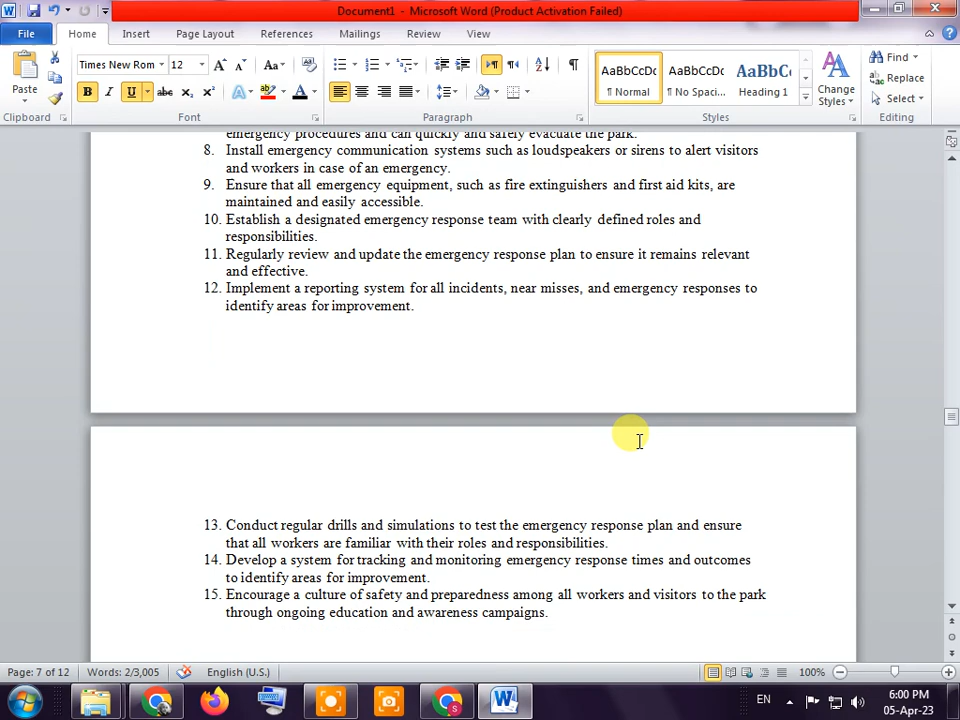 Document1 - Microsoft Word (Product Activation Failed)
File Home Insert Page Layout References Mailings Review View
Times New Rom 12 Aa
Paste
B I U abc X₂ X² A A
AaBbCcDc AaBbCcDc AaBbC
¶ Normal ¶ No Spaci... Heading 1
Change Styles
Find
Replace
Select
Clipboard Font Paragraph Styles Editing
emergency procedures and can quickly and safely evacuate the park.
8. Install emergency communication systems such as loudspeakers or sirens to alert visitors
and workers in case of an emergency.
9. Ensure that all emergency equipment, such as fire extinguishers and first aid kits, are
maintained and easily accessible.
10. Establish a designated emergency response team with clearly defined roles and
responsibilities.
11. Regularly review and update the emergency response plan to ensure it remains relevant
and effective.
12. Implement a reporting system for all incidents, near misses, and emergency responses to
identify areas for improvement.
13. Conduct regular drills and simulations to test the emergency response plan and ensure
that all workers are familiar with their roles and responsibilities.
14. Develop a system for tracking and monitoring emergency response times and outcomes
to identify areas for improvement.
15. Encourage a culture of safety and preparedness among all workers and visitors to the park
through ongoing education and awareness campaigns.
Page: 7 of 12 Words: 2/3,005 English (U.S.) 100%
EN 6:00 PM
05-Apr-23